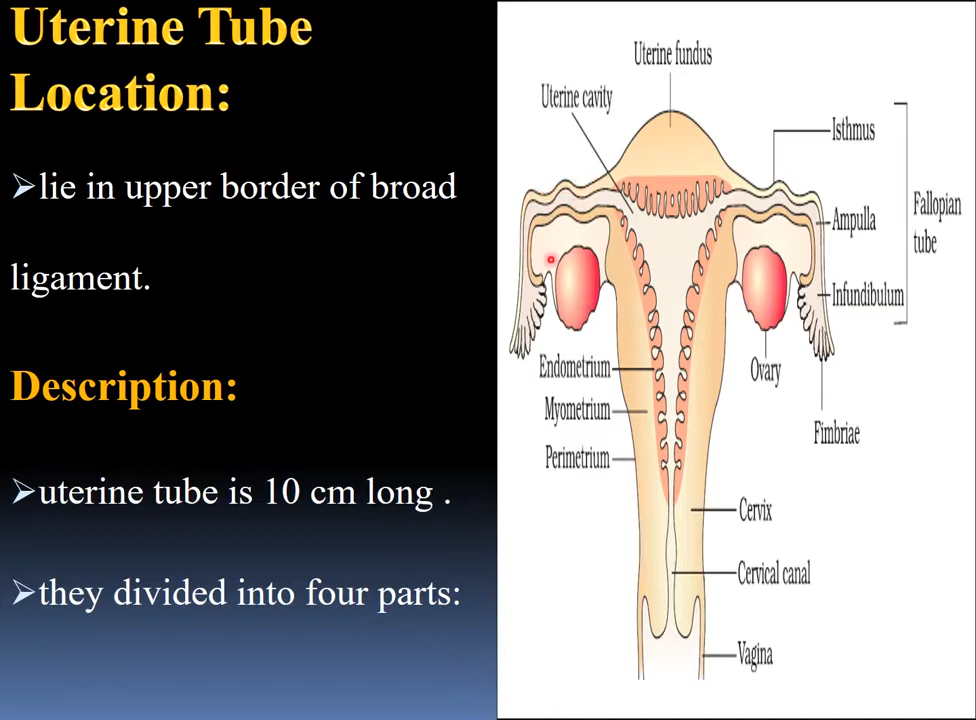 Uterine Tube
Location:
➢lie in upper border of broad
ligament.
Description:
➢uterine tube is 10 cm long .
➢they divided into four parts:
Uterine fundus
Uterine cavity
Isthmus
Ampulla
Fallopian
tube
Infundibulum
Ovary
Fimbriae
Endometrium
Myometrium
Perimetrium
Cervix
Cervical canal
Vagina